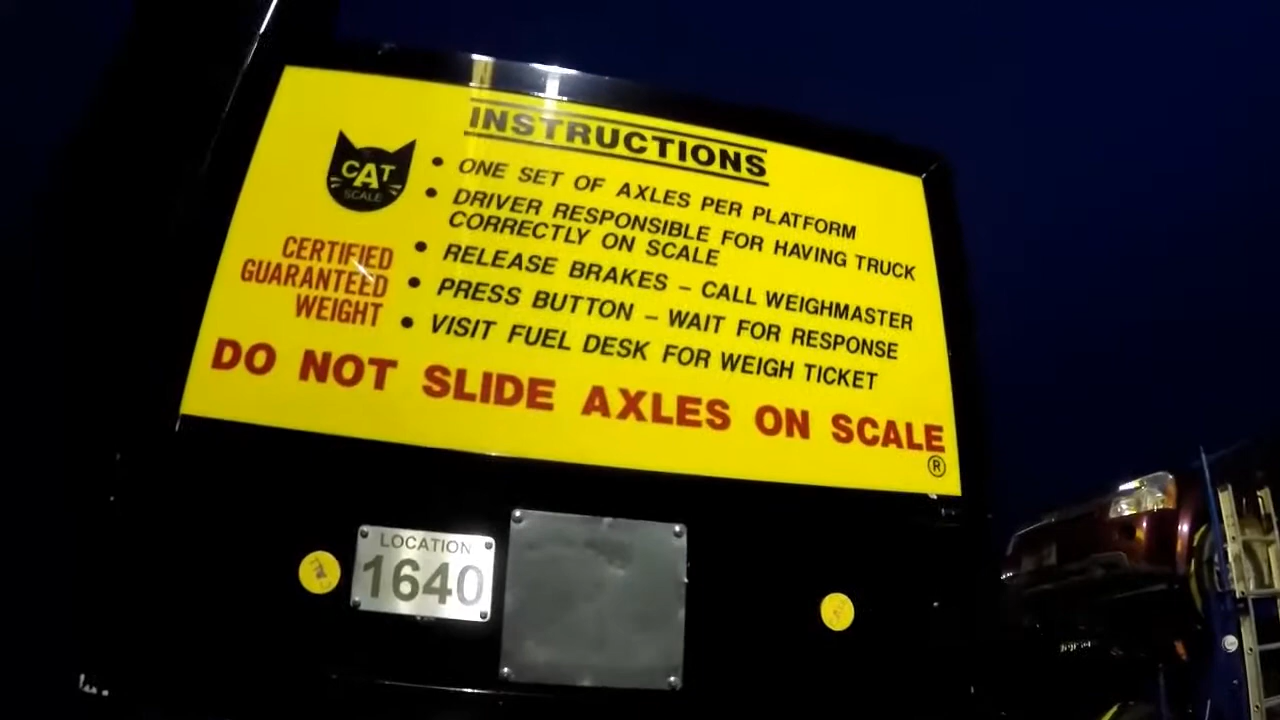 INSTRUCTIONS
CAT
SCALE
• ONE SET OF AXLES PER PLATFORM
• DRIVER RESPONSIBLE FOR HAVING TRUCK
CORRECTLY ON SCALE
• RELEASE BRAKES – CALL WEIGHMASTER
• PRESS BUTTON – WAIT FOR RESPONSE
• VISIT FUEL DESK FOR WEIGH TICKET
CERTIFIED
GUARANTEED
WEIGHT
DO NOT SLIDE AXLES ON SCALE
®
LOCATION
1640